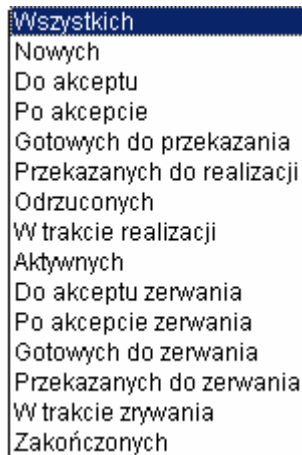 Wszystkich
Nowych
Do akceptu
Po akcepcie
Gotowych do przekazania
Przekazanych do realizacji
Odrzuconych
W trakcie realizacji
Aktywnych
Do akceptu zerwania
Po akcepcie zerwania
Gotowych do zerwania
Przekazanych do zerwania
W trakcie zrywania
Zakończonych